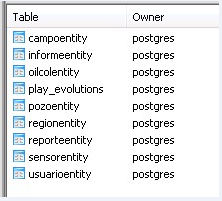 Table Owner
campoentity postgres
informeentity postgres
oilcolentity postgres
play_evolutions postgres
pozoentity postgres
regionentity postgres
reporteentity postgres
sensorentity postgres
usuarioentity postgres